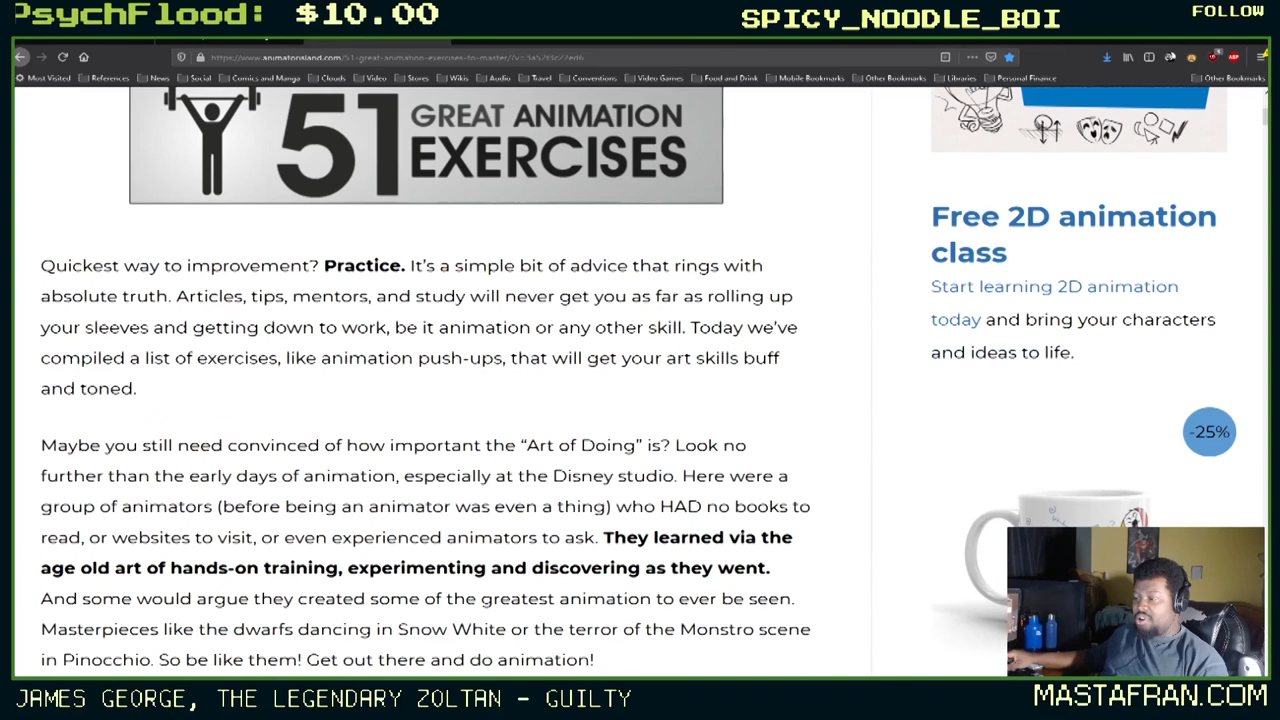 PsychFlood: $10.00
SPICY_NOODLE_BOI
FOLLOW
https://www.animatorisland.com/51-great-animation-exercises-to-master/
Most Visited References News Social Comics and Manga Clouds Video Stores Wikis Audio Travel Conventions Video Games Food and Drink Mobile Bookmarks Other Bookmarks Libraries Personal Finance Other Bookmarks
51 GREAT ANIMATION
EXERCISES
Quickest way to improvement? Practice. It’s a simple bit of advice that rings with
absolute truth. Articles, tips, mentors, and study will never get you as far as rolling up
your sleeves and getting down to work, be it animation or any other skill. Today we’ve
compiled a list of exercises, like animation push-ups, that will get your art skills buff
and toned.
Maybe you still need convinced of how important the “Art of Doing” is? Look no
further than the early days of animation, especially at the Disney studio. Here were a
group of animators (before being an animator was even a thing) who HAD no books to
read, or websites to visit, or even experienced animators to ask. They learned via the
age old art of hands-on training, experimenting and discovering as they went.
And some would argue they created some of the greatest animation to ever be seen.
Masterpieces like the dwarfs dancing in Snow White or the terror of the Monstro scene
in Pinocchio. So be like them! Get out there and do animation!
Free 2D animation
class
Start learning 2D animation
today and bring your characters
and ideas to life.
-25%
JAMES GEORGE, THE LEGENDARY ZOLTAN - GUILTY
MASTAFRAN.COM